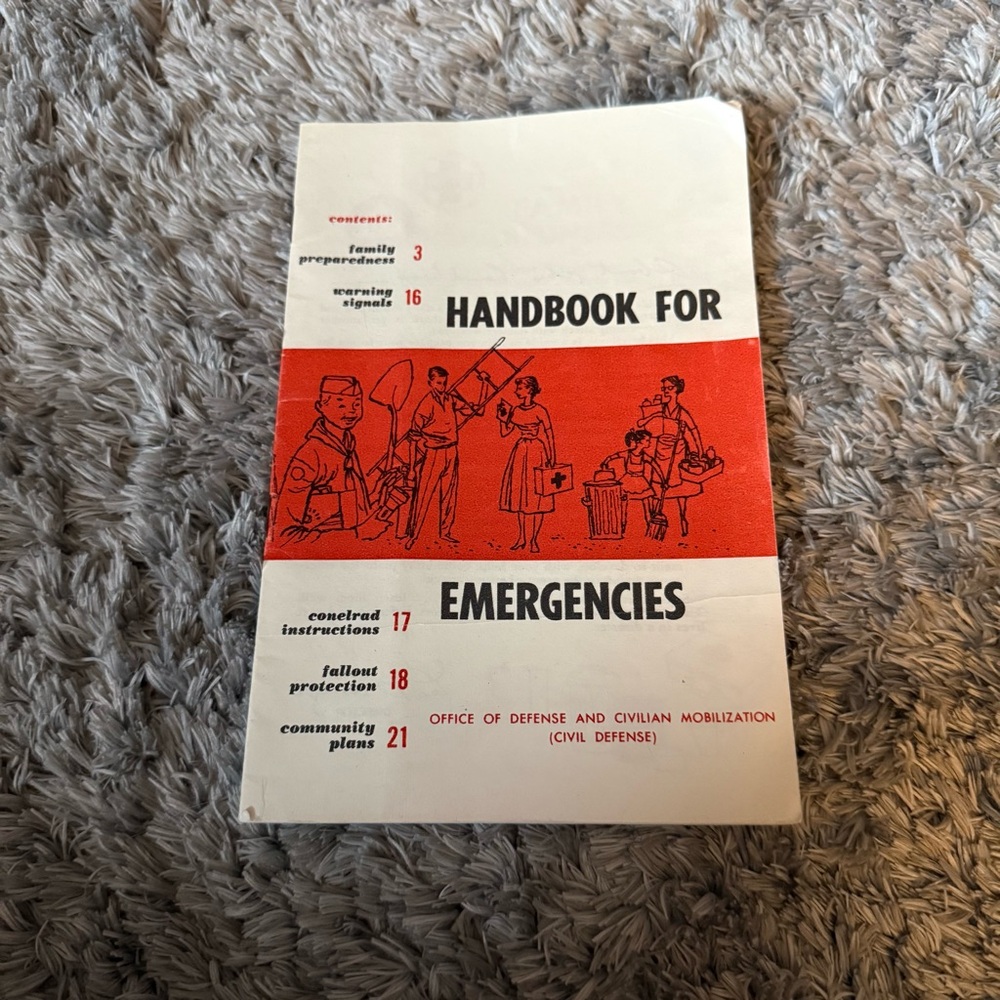 contents:
family
preparedness 3
warning
signals 16
HANDBOOK FOR
EMERGENCIES
conelrad
instructions 17
fallout
protection 18
community
plans 21
OFFICE OF DEFENSE AND CIVILIAN MOBILIZATION
(CIVIL DEFENSE)